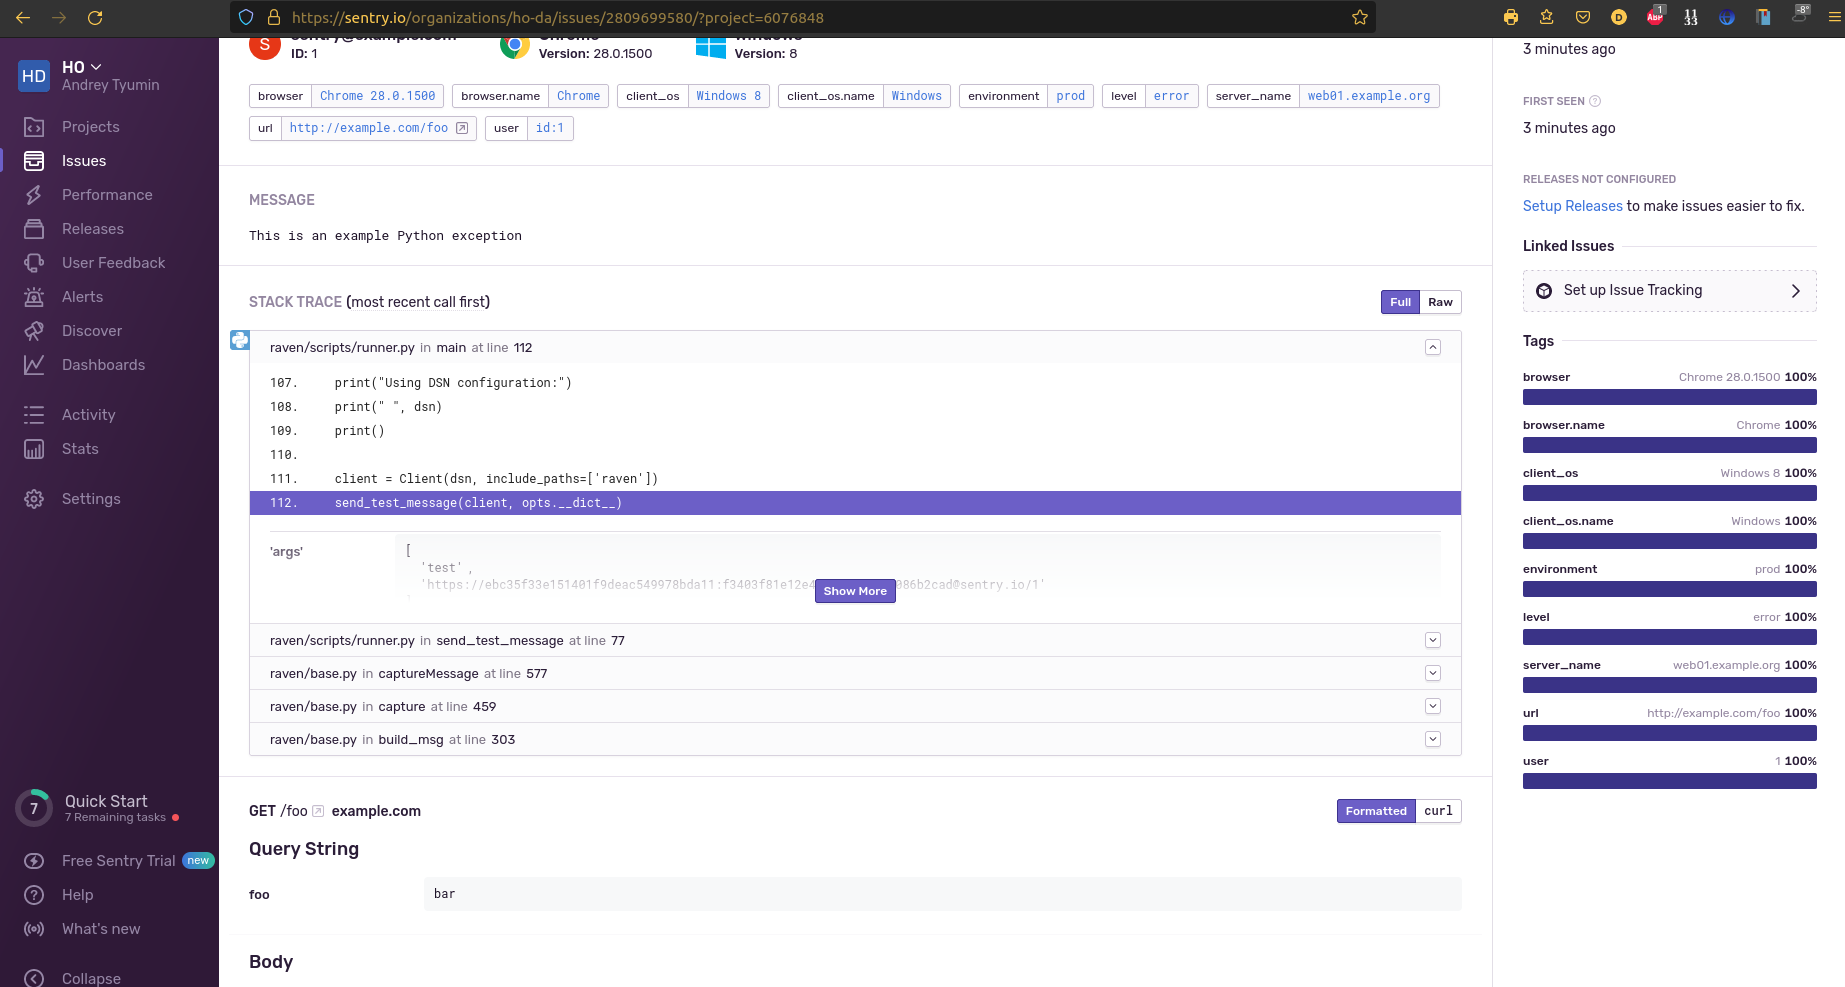 https://sentry.io/organizations/ho-da/issues/2809699580/?project=6076848
D
ABP
1
11
33
-8°
HD
HO
Andrey Tyumin
Projects
Issues
Performance
Releases
User Feedback
Alerts
Discover
Dashboards
Activity
Stats
Settings
7
Quick Start
7 Remaining tasks
Free Sentry Trial new
Help
What's new
Collapse
S
sentry@example.com
ID: 1
Chrome
Version: 28.0.1500
Windows
Version: 8
browser Chrome 28.0.1500 browser.name Chrome client_os Windows 8 client_os.name Windows environment prod level error server_name web01.example.org
url http://example.com/foo user id:1
MESSAGE
This is an example Python exception
STACK TRACE (most recent call first)
Full Raw
raven/scripts/runner.py in main at line 112
107. print("Using DSN configuration:")
108. print(" ", dsn)
109. print()
110.
111. client = Client(dsn, include_paths=['raven'])
112. send_test_message(client, opts.__dict__)
'args'
[
'test',
'https://ebc35f33e151401f9deac549978bda11:f3403f81e12e4 086b2cad@sentry.io/1'
Show More
raven/scripts/runner.py in send_test_message at line 77
raven/base.py in captureMessage at line 577
raven/base.py in capture at line 459
raven/base.py in build_msg at line 303
GET /foo example.com
Formatted curl
Query String
foo bar
Body
3 minutes ago
FIRST SEEN ?
3 minutes ago
RELEASES NOT CONFIGURED
Setup Releases to make issues easier to fix.
Linked Issues
Set up Issue Tracking
Tags
browser Chrome 28.0.1500 100%
browser.name Chrome 100%
client_os Windows 8 100%
client_os.name Windows 100%
environment prod 100%
level error 100%
server_name web01.example.org 100%
url http://example.com/foo 100%
user 1 100%